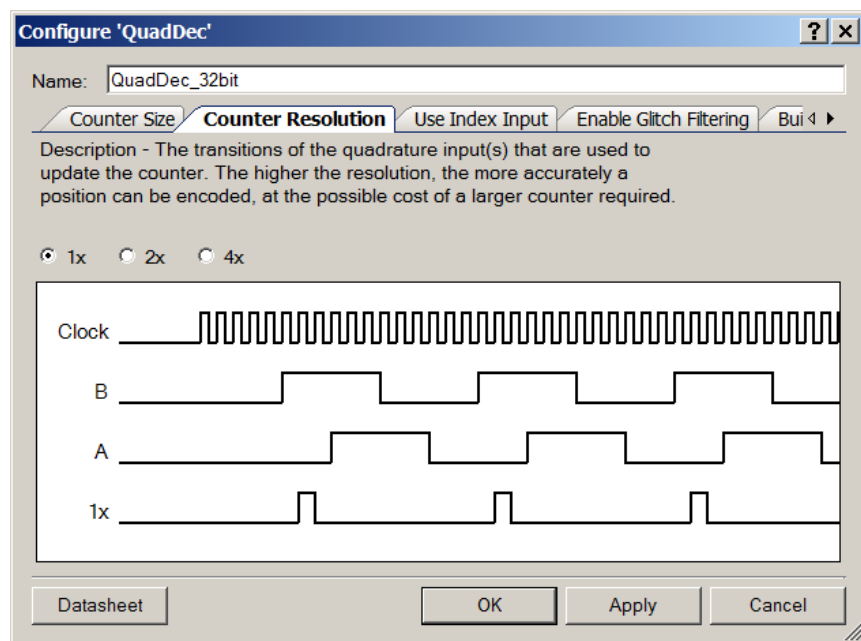 Configure 'QuadDec'
Name: QuadDec_32bit
Counter Size Counter Resolution Use Index Input Enable Glitch Filtering Bui
Description - The transitions of the quadrature input(s) that are used to
update the counter. The higher the resolution, the more accurately a
position can be encoded, at the possible cost of a larger counter required.
1x 2x 4x
Clock
B
A
1x
Datasheet OK Apply Cancel